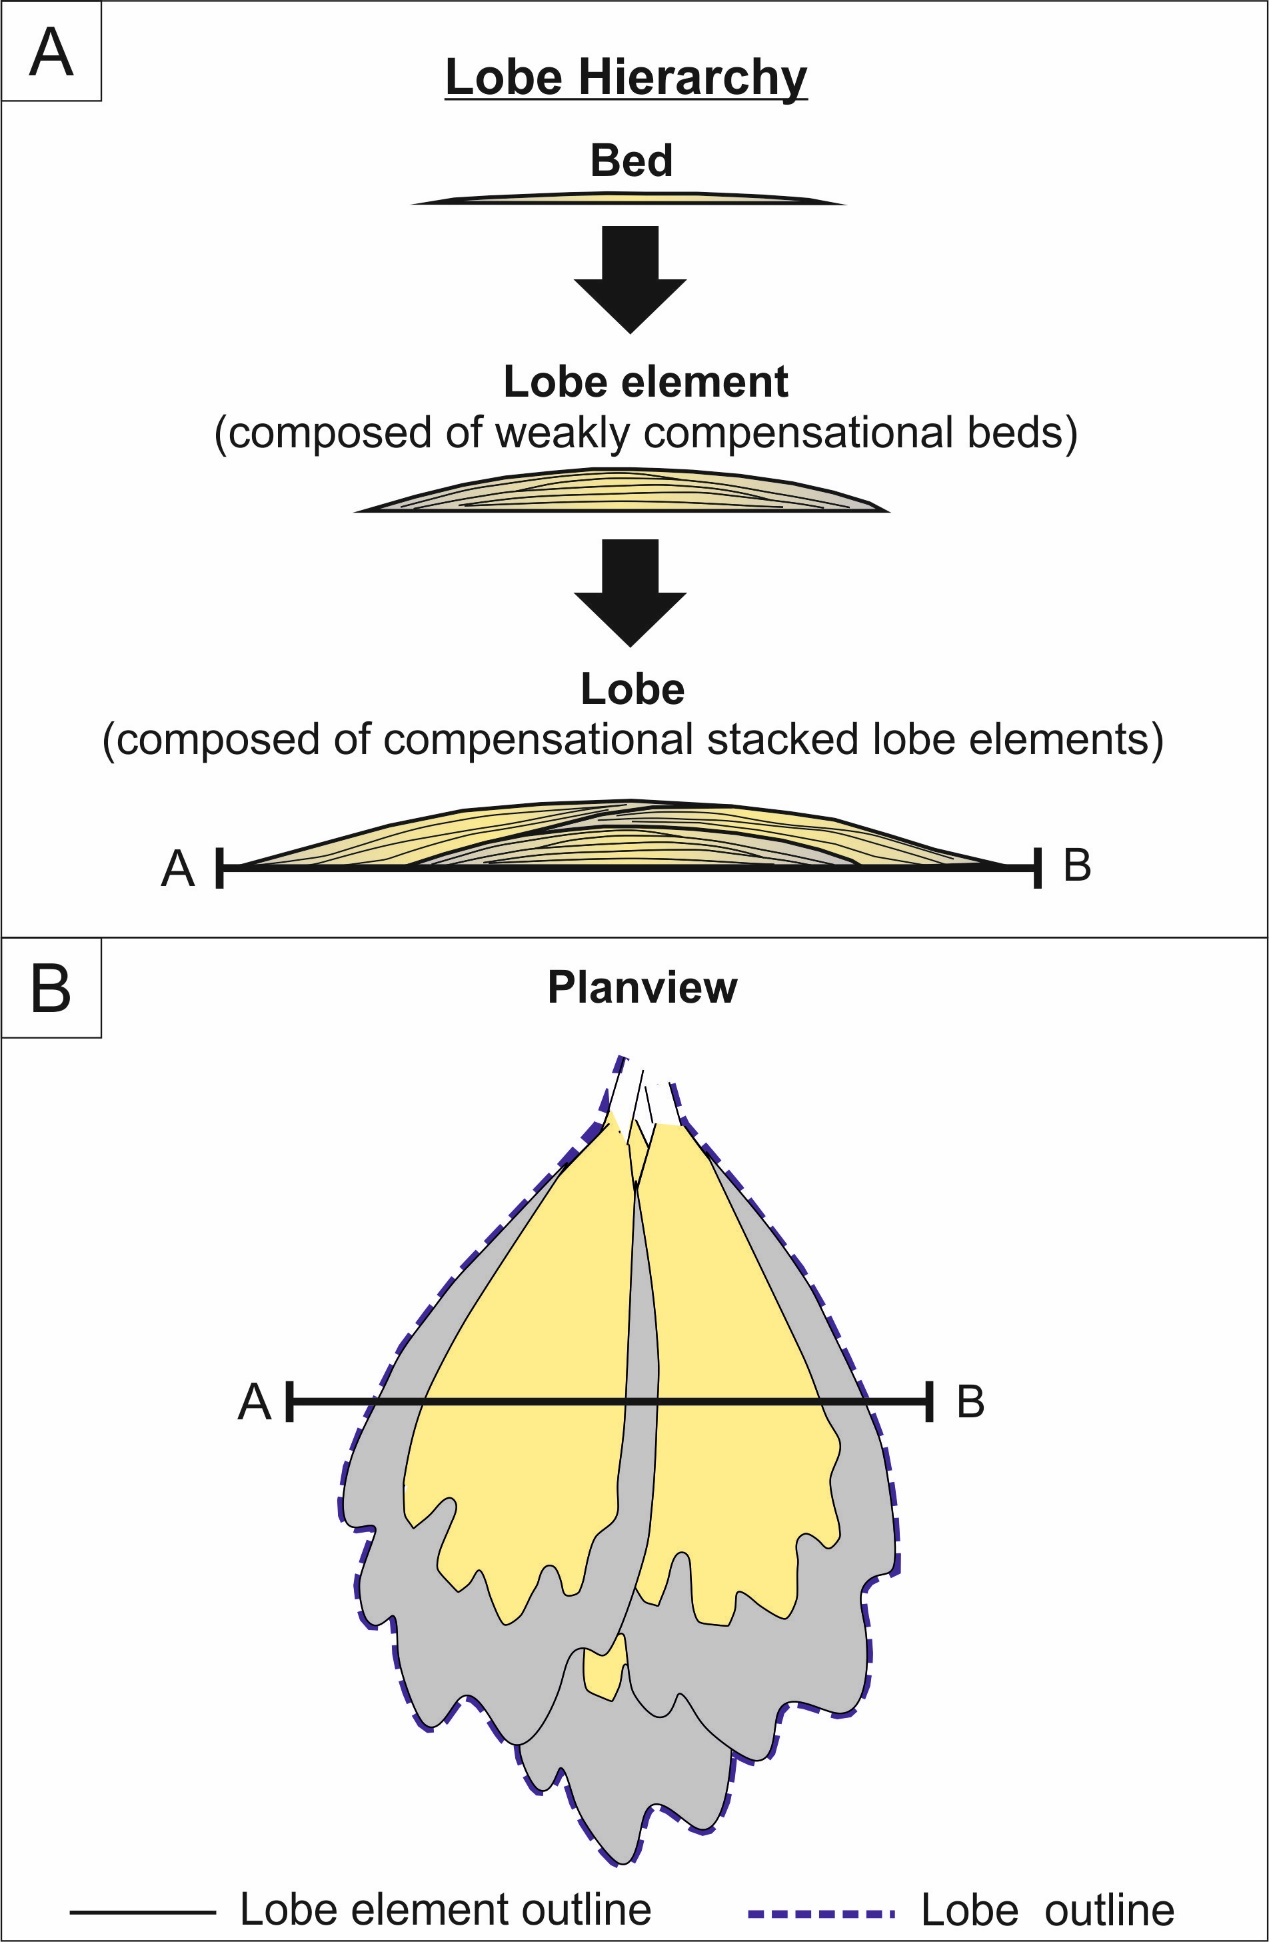 A
Lobe Hierarchy
Bed
Lobe element
(composed of weakly compensational beds)
Lobe
(composed of compensational stacked lobe elements)
A
B
B
Planview
A
B
Lobe element outline
Lobe outline